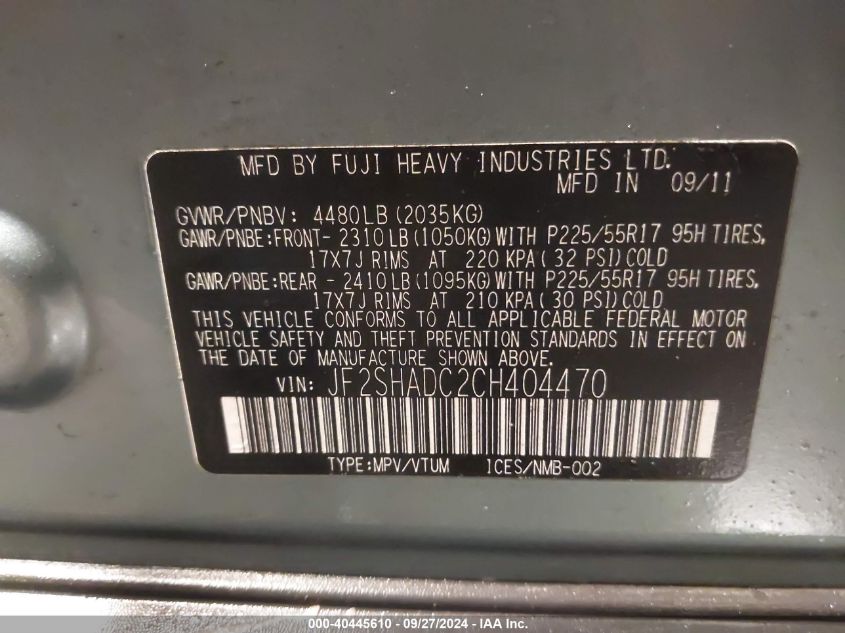 MFD BY FUJI HEAVY INDUSTRIES LTD.
MFD IN 09/11
GVWR/PNBV: 4480LB (2035KG)
GAWR/PNBE:FRONT- 2310LB (1050KG) WITH P225/55R17 95H TIRES,
17X7J RIMS AT 220 KPA ( 32 PSI) COLD
GAWR/PNBE:REAR - 2410LB (1095KG) WITH P225/55R17 95H TIRES,
17X7J RIMS AT 210 KPA ( 30 PSI) COLD
THIS VEHICLE CONFORMS TO ALL APPLICABLE FEDERAL MOTOR
VEHICLE SAFETY AND THEFT PREVENTION STANDARDS IN EFFECT ON
THE DATE OF MANUFACTURE SHOWN ABOVE.
VIN: JF2SHADC2CH404470
TYPE:MPV/VTUM ICES/NMB-002
000-40445610 - 09/27/2024 - IAA Inc.